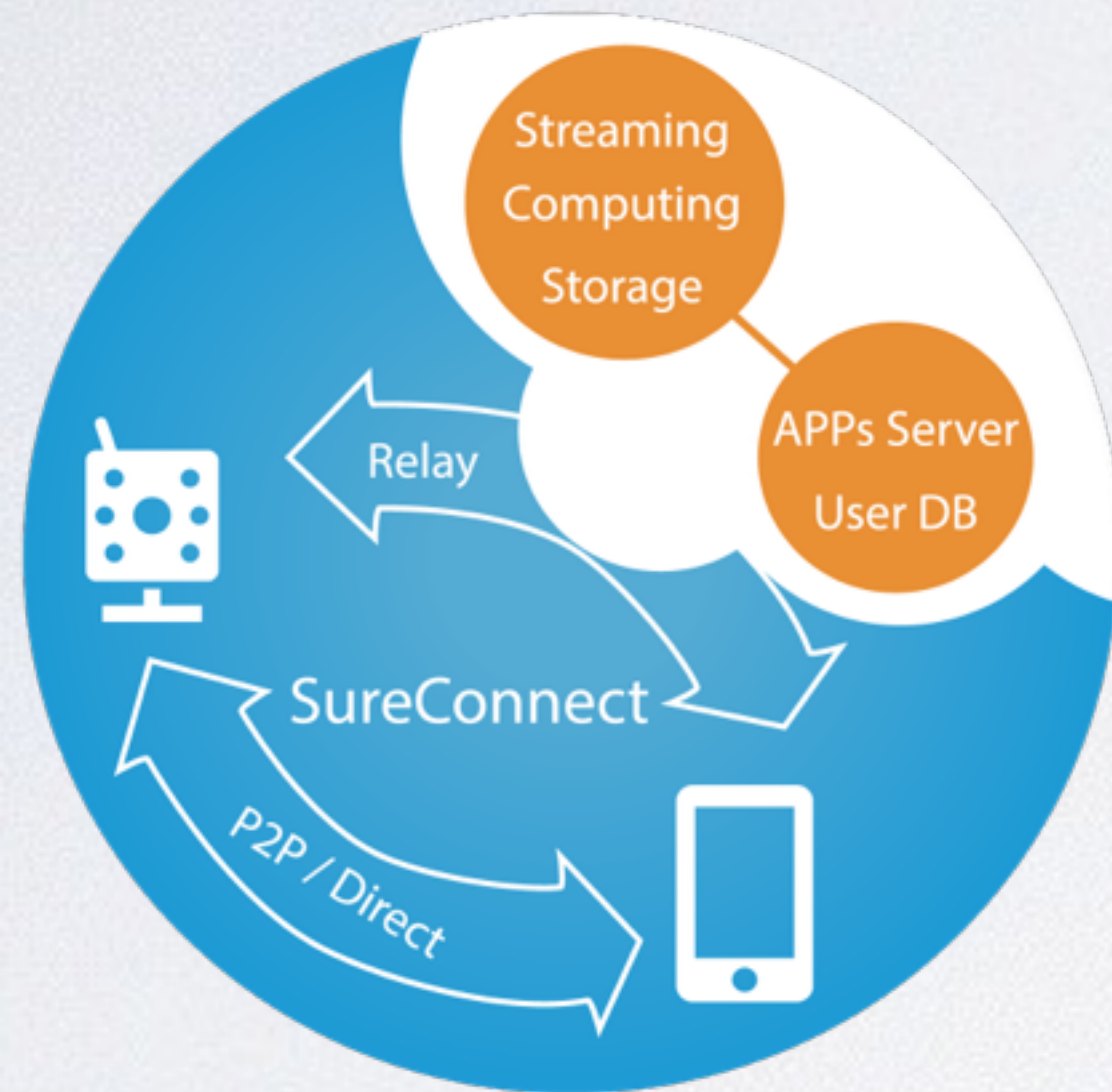 Streaming
Computing
Storage
APPs Server
User DB
Relay
SureConnect
P2P / Direct